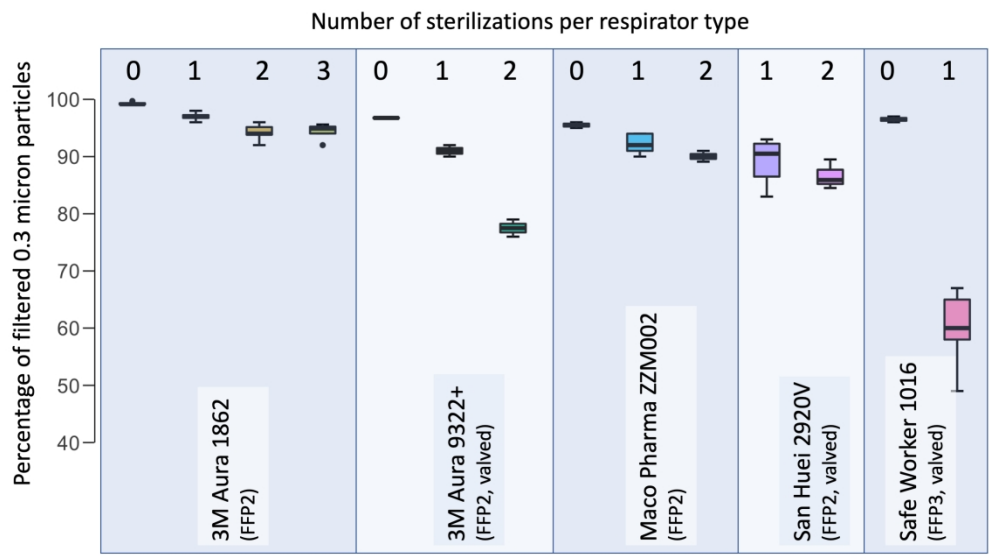 Number of sterilizations per respirator type
0 1 2 3 0 1 2 0 1 2 1 2 0 1
Percentage of filtered 0.3 micron particles
100
90
80
70
60
50
40
3M Aura 1862
(FFP2)
3M Aura 9322+
(FFP2, valved)
Maco Pharma ZZM002
(FFP2)
San Huei 2920V
(FFP2, valved)
Safe Worker 1016
(FFP3, valved)